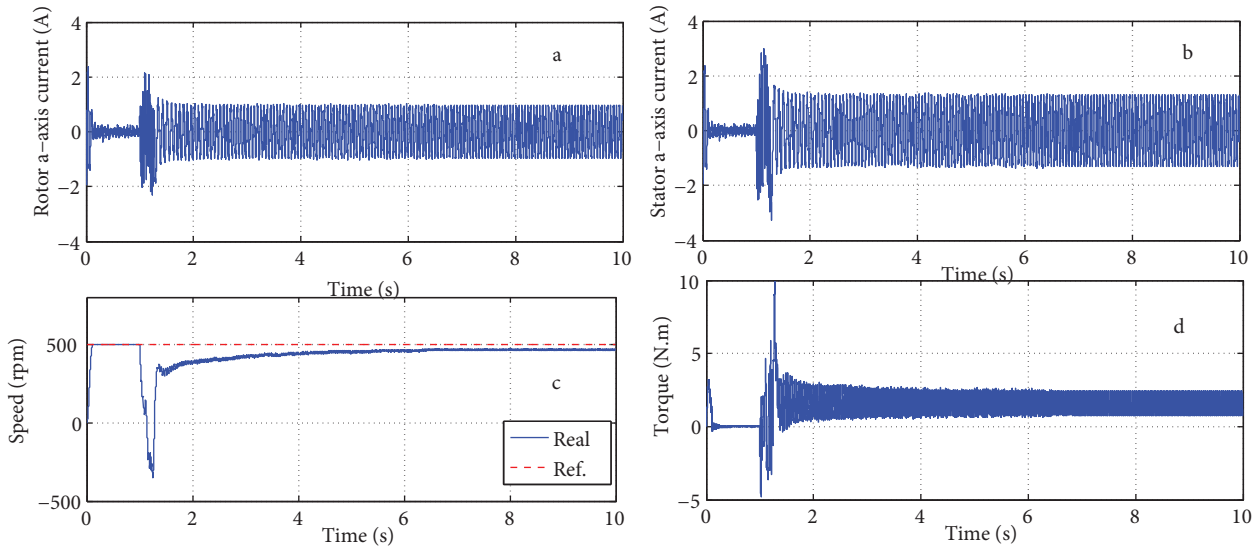 Rotor a−axis current (A)
4
2
0
−2
−4
a
0 2 4 6 8 10
Time (s)
Stator a−axis current (A)
4
2
0
−2
−4
b
0 2 4 6 8 10
Time (s)
Speed (rpm)
500
0
−500
c
Real
Ref.
0 2 4 6 8 10
Time (s)
Torque (N.m)
10
5
0
−5
d
0 2 4 6 8 10
Time (s)